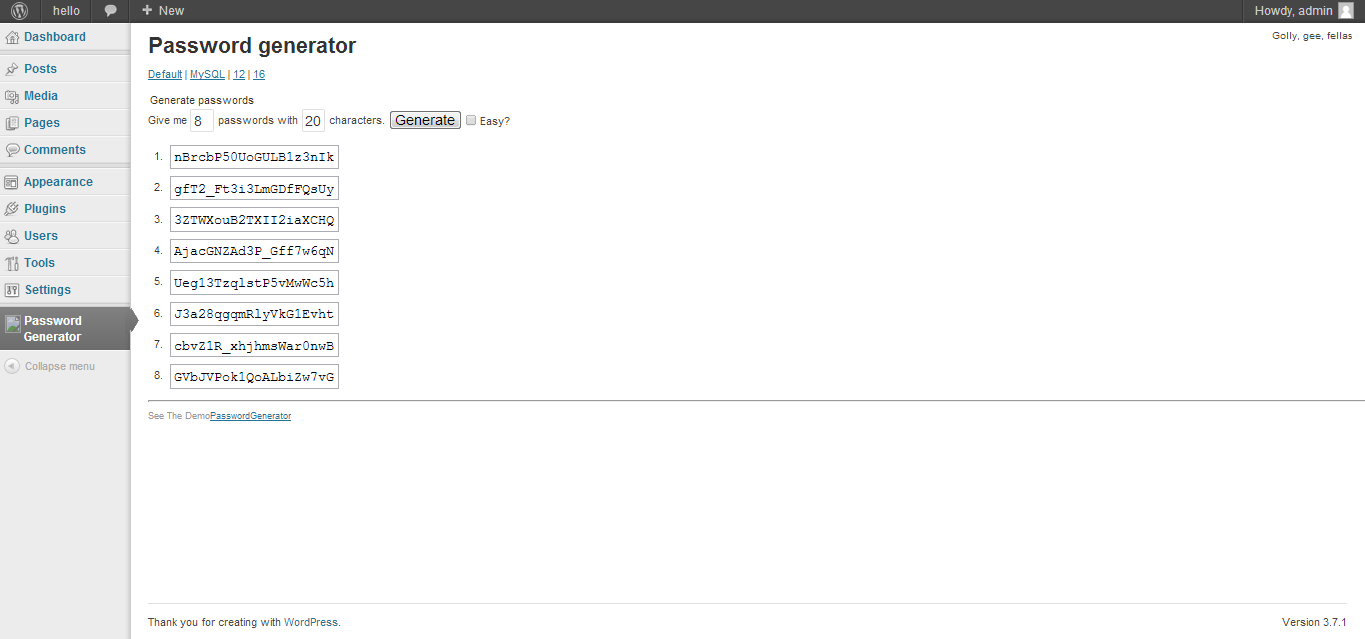 hello New Howdy, admin
Golly, gee, fellas
Dashboard
Posts
Media
Pages
Comments
Appearance
Plugins
Users
Tools
Settings
Password
Generator
Collapse menu
Password generator
Default | MySQL | 12 | 16
Generate passwords
Give me 8 passwords with 20 characters. Generate Easy?
1. nBrcbP50UoGULB1z3nIk
2. gfT2_Ft3i3LmGDfFQsUy
3. 3ZTWXouB2TXII2iaXCHQ
4. AjacGNZAd3P_Gff7w6qN
5. Ueg13TzqlstP5vMwWc5h
6. J3a28qgqmRlyVkG1Evht
7. cbvZ1R_xhjhmsWar0nwB
8. GVbJVPok1QoALbiZw7vG
See The DemoPasswordGenerator
Thank you for creating with WordPress.
Version 3.7.1